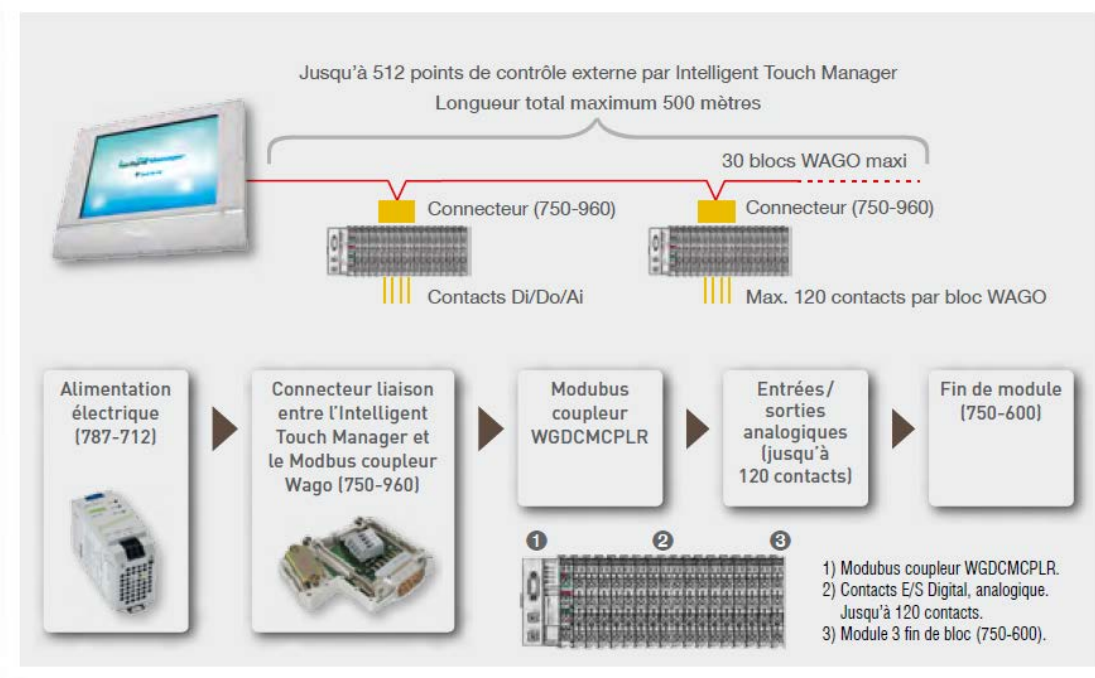 Jusqu'à 512 points de contrôle externe par Intelligent Touch Manager
Longueur total maximum 500 mètres
30 blocs WAGO maxi
Connecteur (750-960)
Connecteur (750-960)
Contacts Di/Do/Ai
Max. 120 contacts par bloc WAGO
Alimentation
électrique
(787-712)
Connecteur liaison
entre l'Intelligent
Touch Manager et
le Modbus coupleur
Wago (750-960)
Modubus
coupleur
WGDCMCPLR
Entrées/
sorties
analogiques
(jusqu'à
120 contacts)
Fin de module
(750-600)
1
2
3
1) Modubus coupleur WGDCMCPLR.
2) Contacts E/S Digital, analogique.
Jusqu'à 120 contacts.
3) Module 3 fin de bloc (750-600).